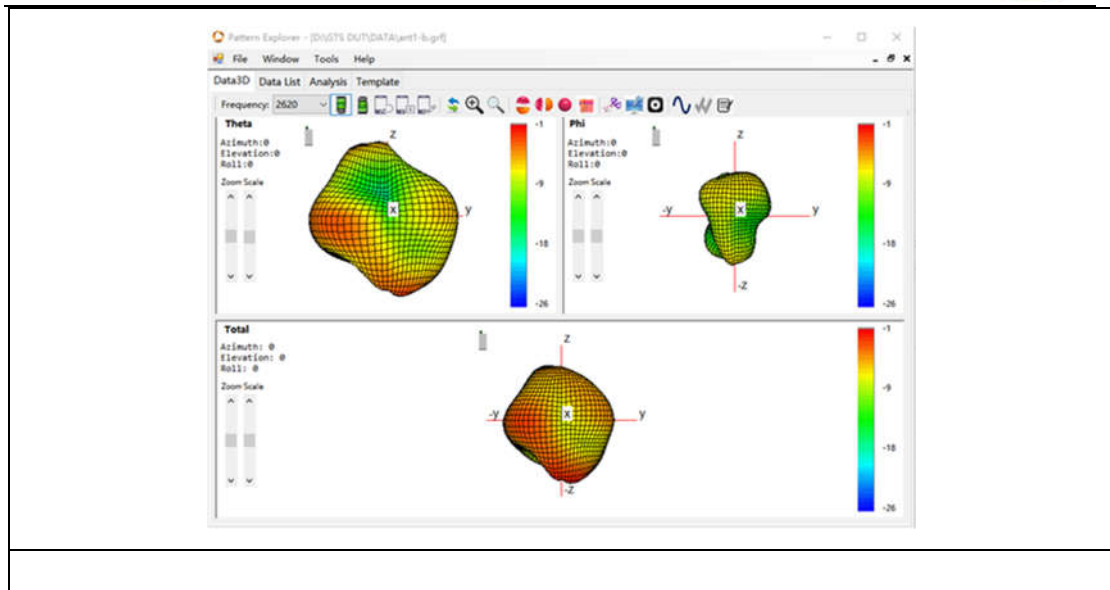 Pattern Explorer - [D:\STS DUT\DATA\ant1-b.grf]
File Window Tools Help
Data3D Data List Analysis Template
Frequency: 2620
Theta
Azimuth:0
Elevation:0
Roll:0
Zoom Scale
z
x
y
-1
-9
-18
-26
Phi
Azimuth:0
Elevation:0
Roll:0
Zoom Scale
z
-y
x
y
-z
-1
-9
-18
-26
Total
Azimuth: 0
Elevation: 0
Roll: 0
Zoom Scale
z
-y
x
y
-z
-1
-9
-18
-26